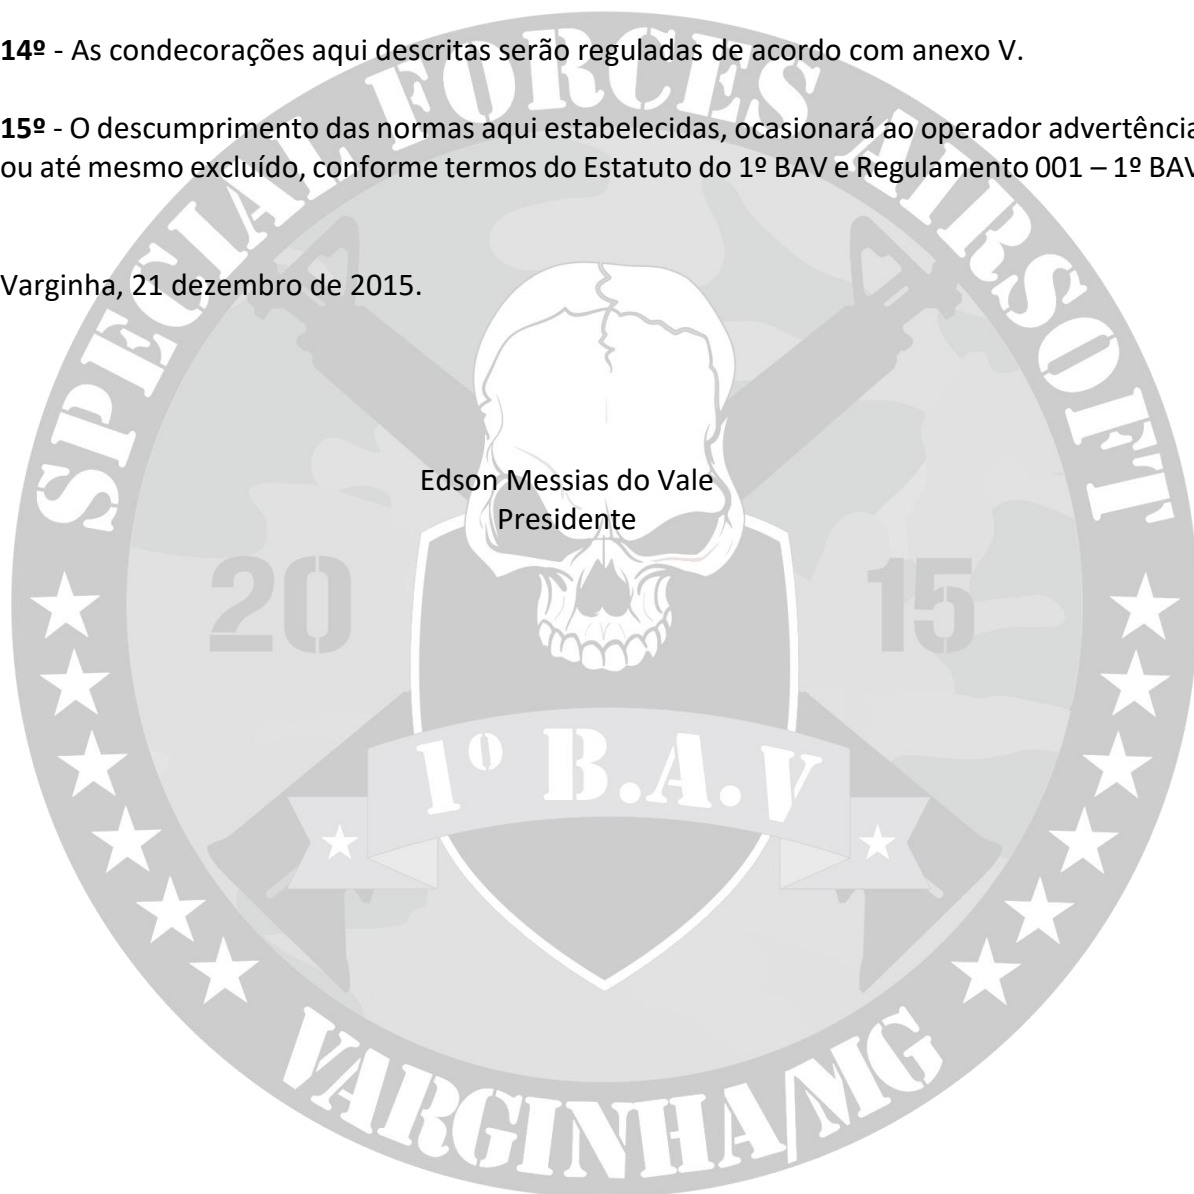 14º - As condecorações aqui descritas serão reguladas de acordo com anexo V.
15º - O descumprimento das normas aqui estabelecidas, ocasionará ao operador advertência
ou até mesmo excluído, conforme termos do Estatuto do 1º BAV e Regulamento 001 – 1º BAV
Varginha, 21 dezembro de 2015.
Edson Messias do Vale
Presidente
SPECIAL FORCES AIRSOFT
20 15
1º B.A.V
VARGINHA/MG